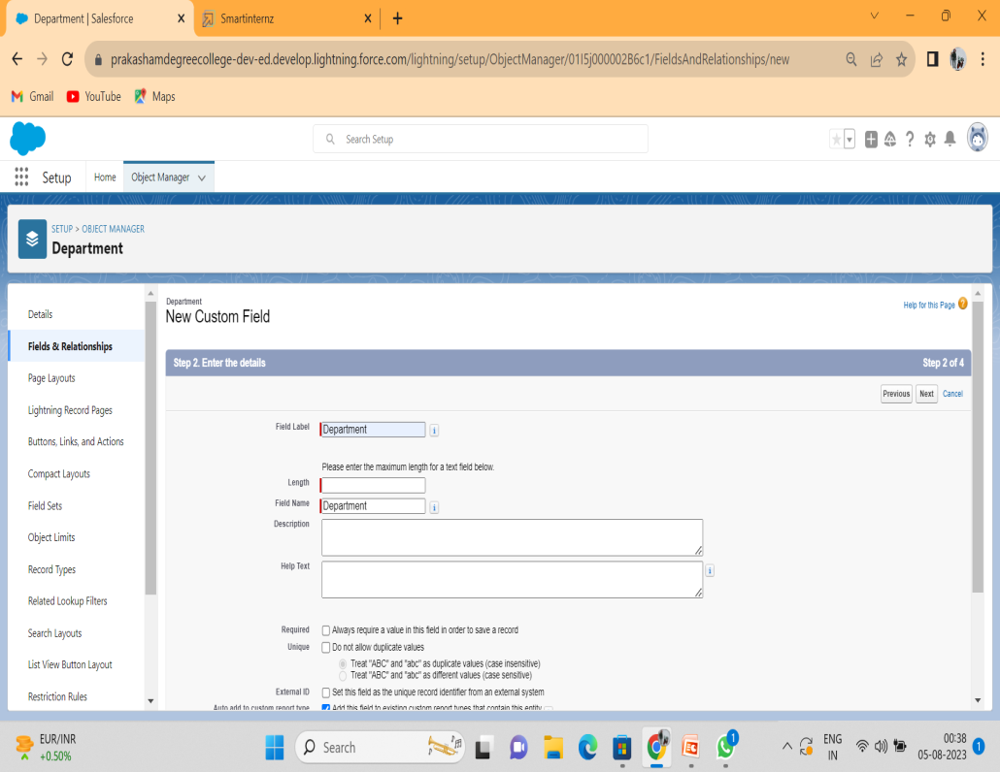 Department | Salesforce
Smartinternz
prakashamdegreecollege-dev-ed.develop.lightning.force.com/lightning/setup/ObjectManager/01I5j000002B6c1/FieldsAndRelationships/new
Gmail YouTube Maps
Search Setup
Setup Home Object Manager
SETUP > OBJECT MANAGER
Department
Details
Fields & Relationships
Page Layouts
Lightning Record Pages
Buttons, Links, and Actions
Compact Layouts
Field Sets
Object Limits
Record Types
Related Lookup Filters
Search Layouts
List View Button Layout
Restriction Rules
Department
New Custom Field
Help for this Page
Step 2. Enter the details Step 2 of 4
Previous Next Cancel
Field Label Department
Please enter the maximum length for a text field below.
Length
Field Name Department
Description
Help Text
Required Always require a value in this field in order to save a record
Unique Do not allow duplicate values
Treat "ABC" and "abc" as duplicate values (case insensitive)
Treat "ABC" and "abc" as different values (case sensitive)
External ID Set this field as the unique record identifier from an external system
Auto add to custom report type Add this field to existing custom report types that contain this entity
EUR/INR
+0.50%
Search
1
ENG
IN
00:38
05-08-2023
1